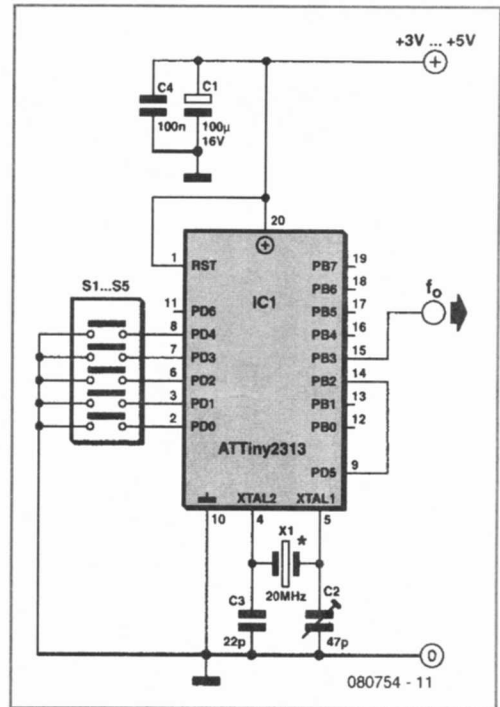 +3V ... +5V
C4
C1
100n
100µ
16V
20
1
RST
PB7
19
11
PD6
IC1
PB6
18
S1...S5
PB5
17
fo
8
PD4
PB4
16
7
PD3
PB3
15
6
PD2
PB2
14
3
PD1
PB1
13
2
PD0
PB0
12
ATTiny2313
PD5
9
XTAL2
XTAL1
10
4
5
X1
*
20MHz
C3
C2
22p
47p
0
080754 - 11